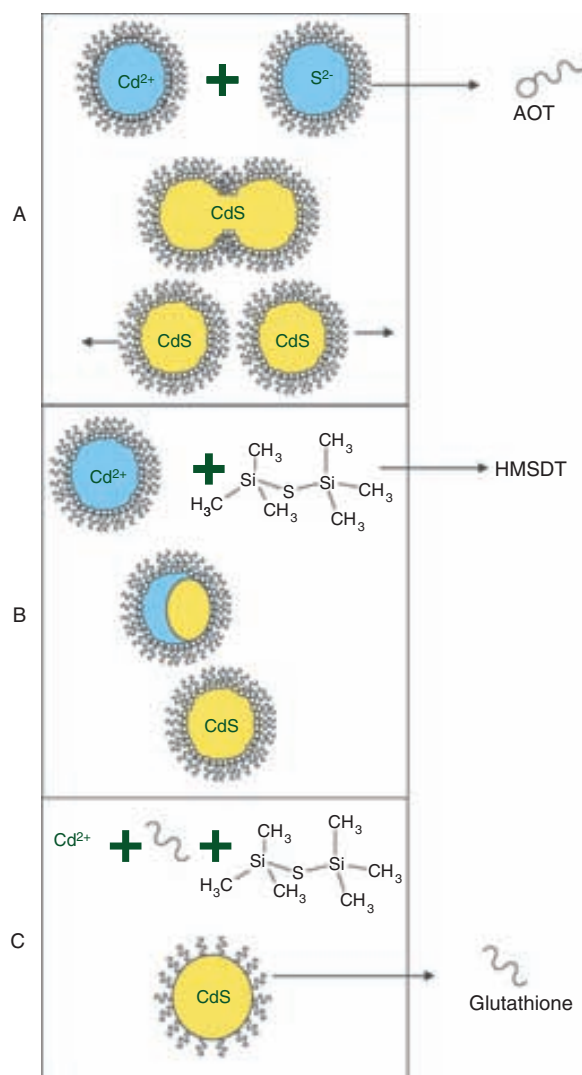 Cd²⁺ + S²⁻
AOT
A
CdS
CdS CdS
CH₃ CH₃
Cd²⁺ + Si S Si
HMSDT
H₃C CH₃ CH₃ CH₃
B
CdS
Cd²⁺ + + CH₃ CH₃
Si S Si
H₃C CH₃ CH₃ CH₃
C
CdS
Glutathione